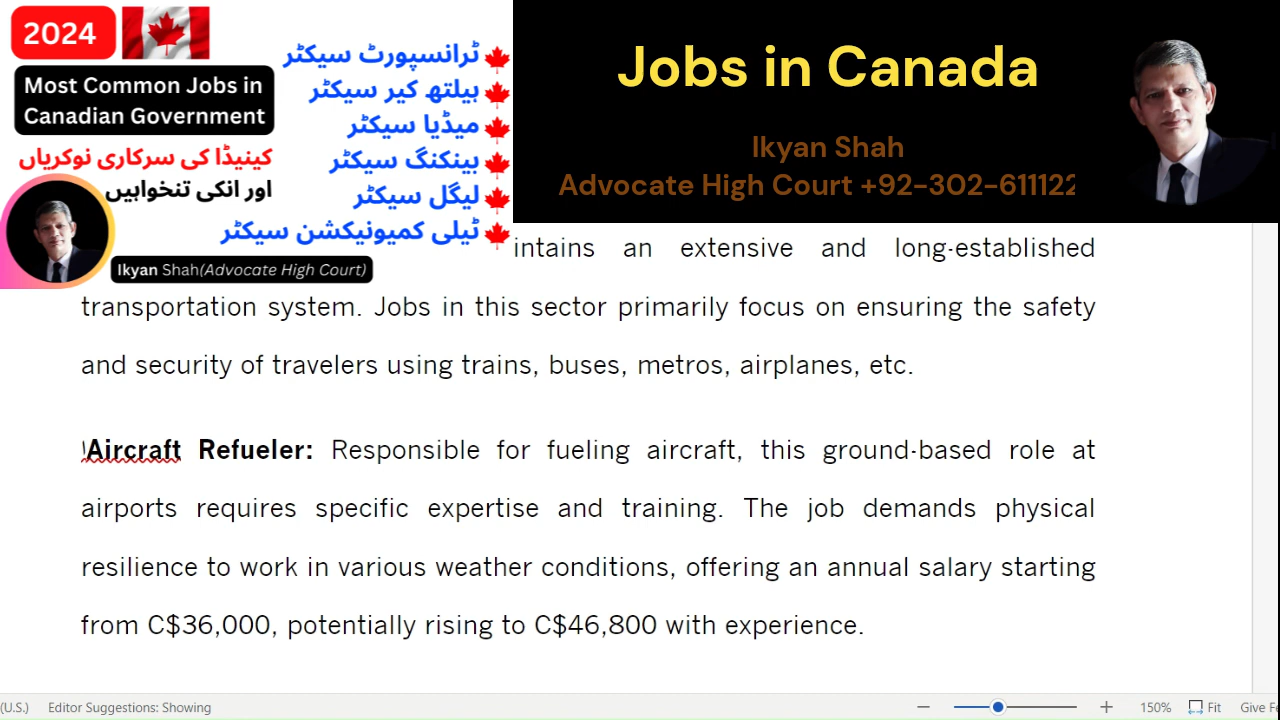 2024
Most Common Jobs in
Canadian Government
کینیڈا کی سرکاری نوکریاں
اور انکی تنخواہیں
Ikyan Shah(Advocate High Court)
ٹرانسپورٹ سیکٹر
ہیلتھ کیر سیکٹر
میڈیا سیکٹر
بینکنگ سیکٹر
لیگل سیکٹر
ٹیلی کمیونیکشن سیکٹر
Jobs in Canada
Ikyan Shah
Advocate High Court +92-302-611122
intains an extensive and long-established
transportation system. Jobs in this sector primarily focus on ensuring the safety
and security of travelers using trains, buses, metros, airplanes, etc.
\Aircraft Refueler: Responsible for fueling aircraft, this ground-based role at
airports requires specific expertise and training. The job demands physical
resilience to work in various weather conditions, offering an annual salary starting
from C$36,000, potentially rising to C$46,800 with experience.
(U.S.) Editor Suggestions: Showing 150% Fit Give Fe